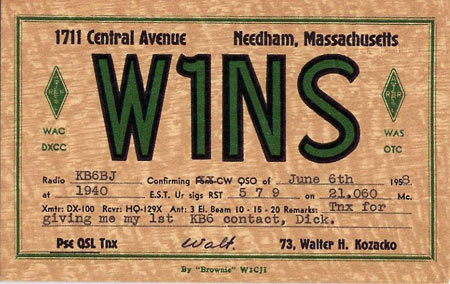 1711 Central Avenue Needham, Massachusetts
W1NS
WAC WAS
DXCC OTC
Radio KB6BJ Confirming Fone-CW QSO of June 6th 1958
at 1940 E.S.T. Ur sigs RST 5 7 9 on 21.060 Mc.
Xmtr: DX-100 Rcvr: HQ-129X Ant: 3 El. Beam 10 - 15 - 20 Remarks: Tnx for
giving me my 1st KB6 contact, Dick.
Pse QSL Tnx Walt. 73, Walter H. Kozacko
By "Brownie" W2CJI